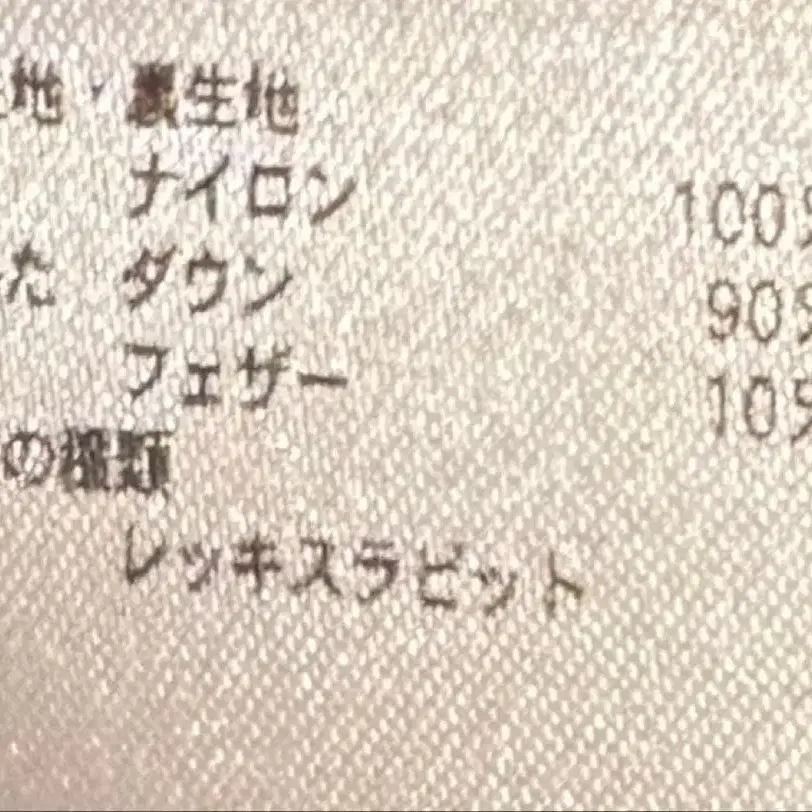 地・裏生地
ナイロン 100%
た ダウン 90%
フェザー 10%
の種類
レッキスラビット